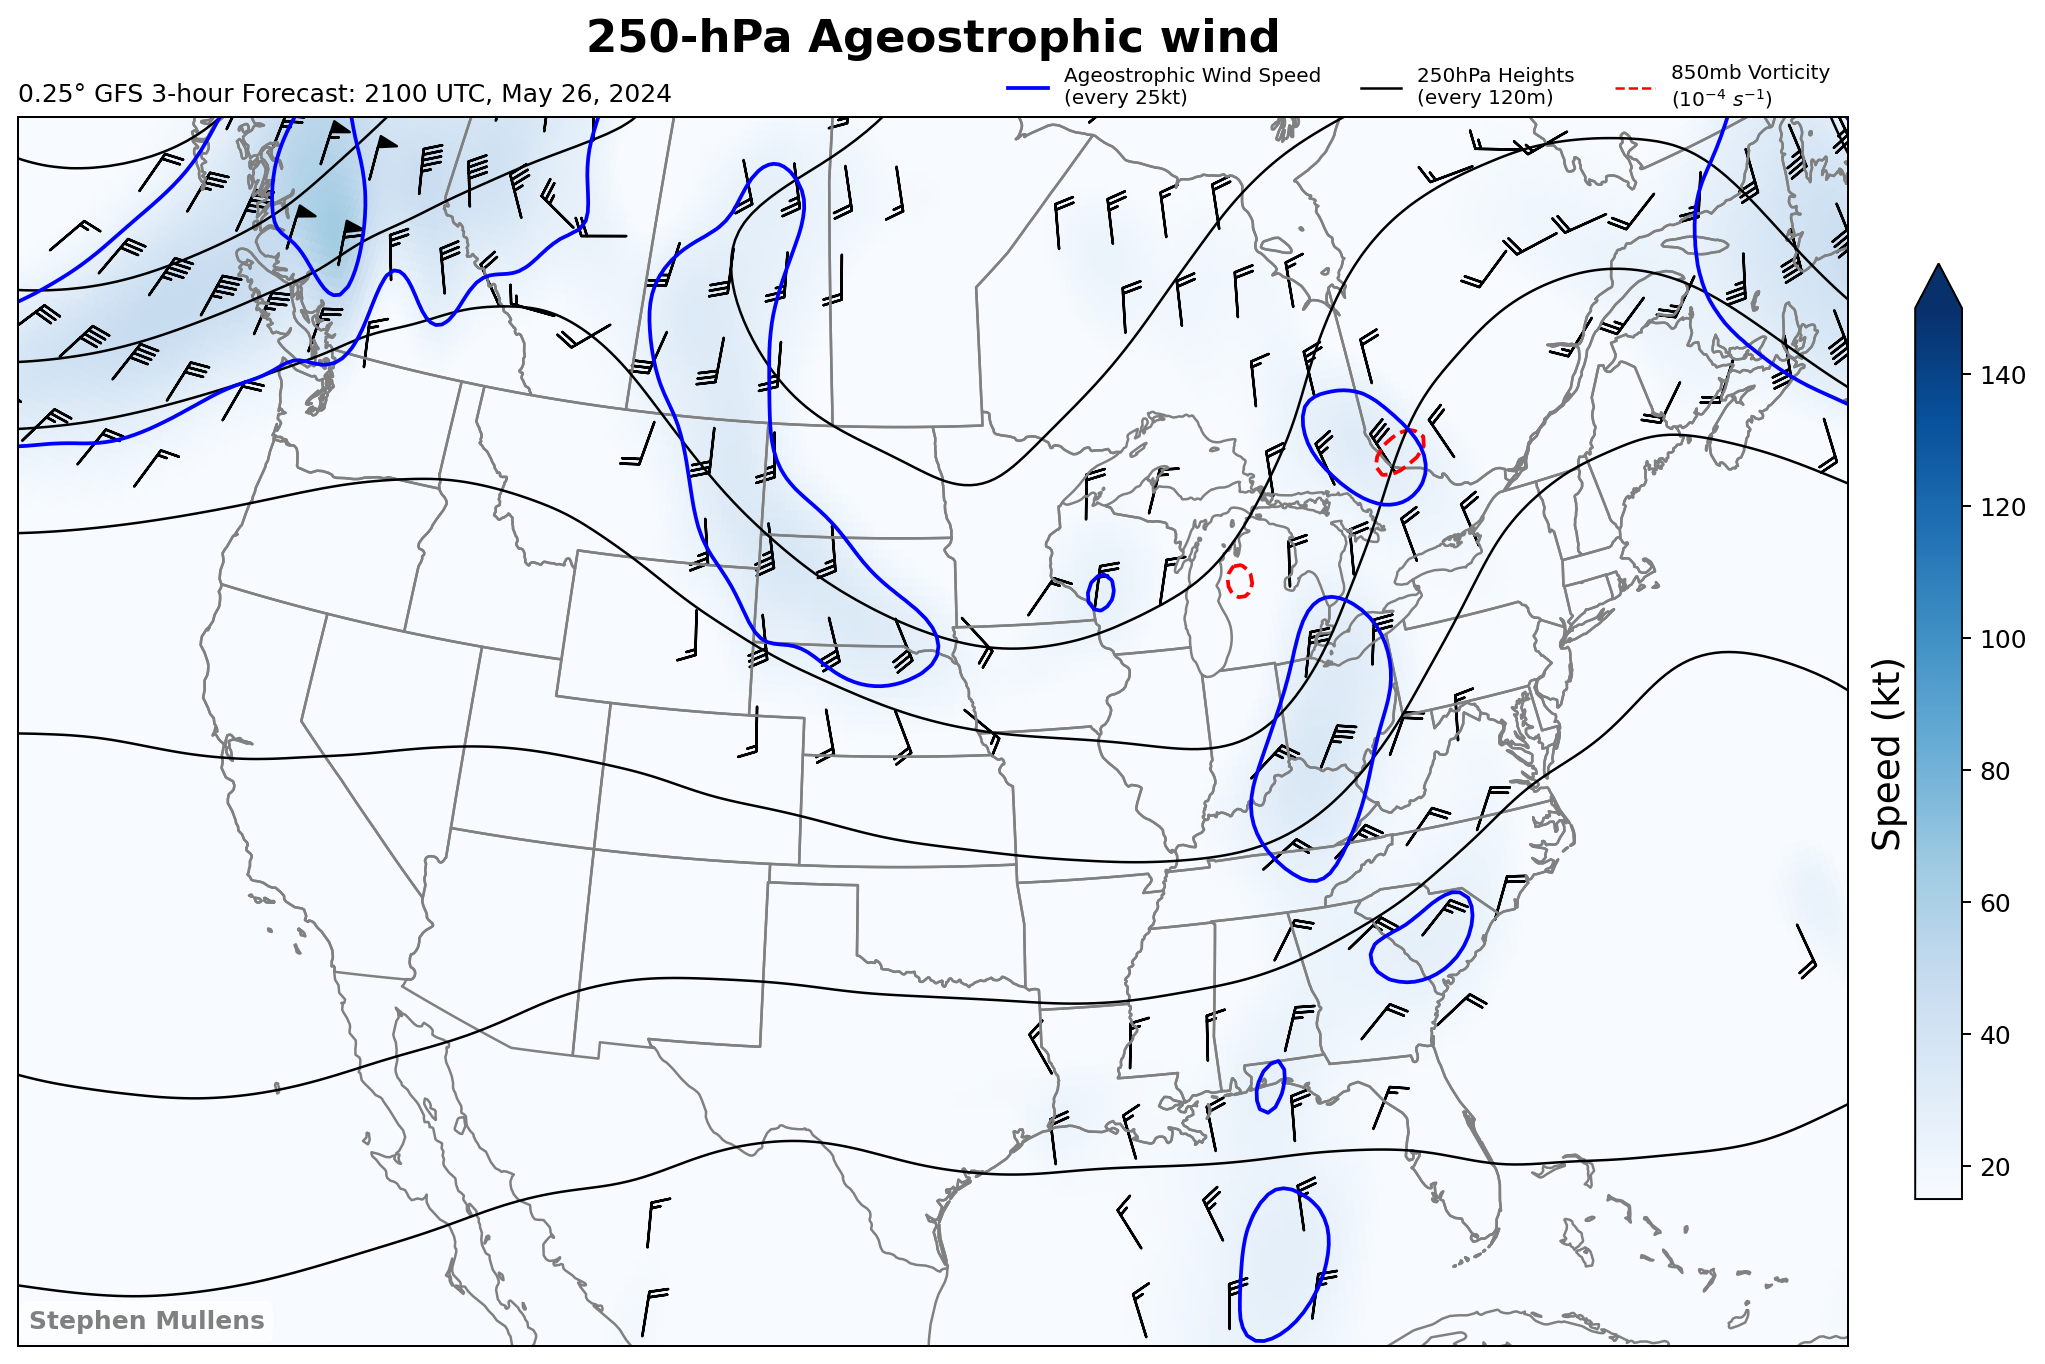 250-hPa Ageostrophic wind
0.25° GFS 3-hour Forecast: 2100 UTC, May 26, 2024
Ageostrophic Wind Speed
(every 25kt)
250hPa Heights
(every 120m)
850mb Vorticity
(10⁻⁴ s⁻¹)
140
120
100
80
60
40
20
Speed (kt)
Stephen Mullens